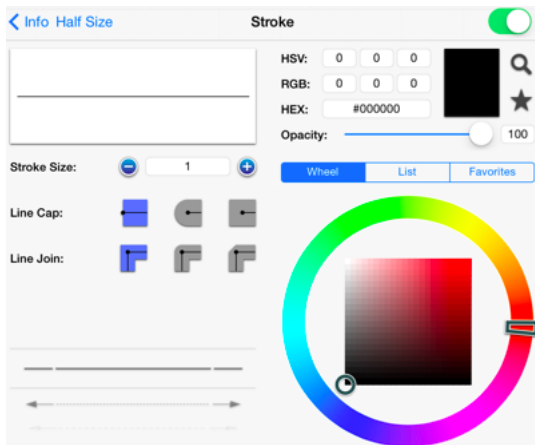 Info Half Size Stroke
HSV: 0 0 0
RGB: 0 0 0
HEX: #000000
Opacity: 100
Stroke Size: 1
Wheel List Favorites
Line Cap:
Line Join: